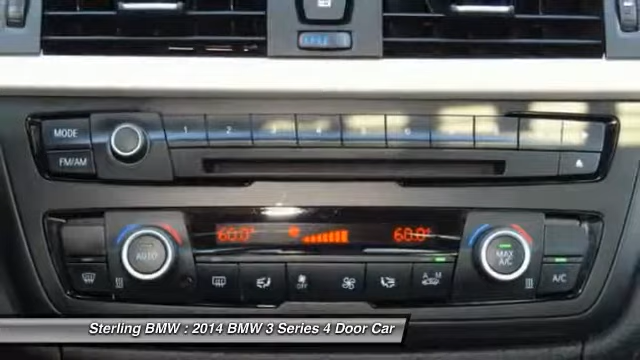 MODE 1 2 3 4 5 6
FM/AM
60.0° 60.0°
AUTO MAX A/C
OFF A M A/C
Sterling BMW : 2014 BMW 3 Series 4 Door Car